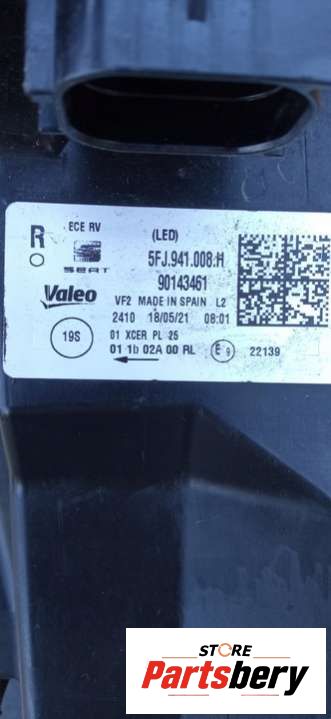 ECE RV
R
SEAT
(LED)
5FJ.941.008.H
90143461
Valeo
VF2 MADE IN SPAIN L2
2410 18/05/21 08:01
19S
01 XCER PL 25
01 1b 02A 00 RL
E9 22139
STORE
Partsbery